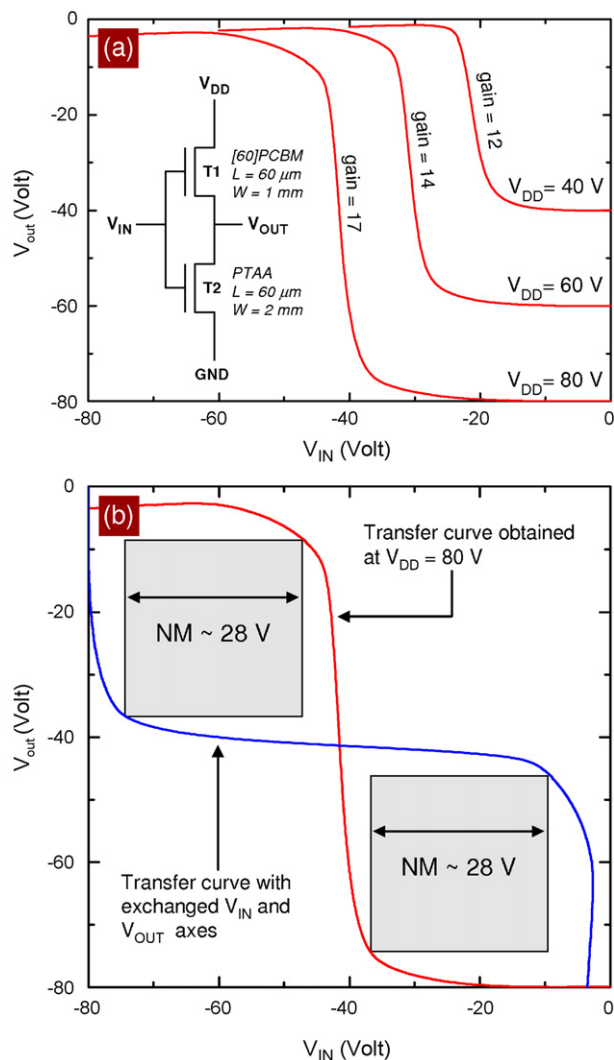 (a)
0
-20
-40
-60
-80
V_out (Volt)
V_DD
[60]PCBM
T1
L = 60 μm
W = 1 mm
V_IN
V_OUT
PTAA
T2
L = 60 μm
W = 2 mm
GND
gain = 17
gain = 14
gain = 12
V_DD = 40 V
V_DD = 60 V
V_DD = 80 V
-80
-60
-40
-20
0
V_IN (Volt)
(b)
0
-20
-40
-60
-80
V_out (Volt)
Transfer curve obtained
at V_DD = 80 V
NM ~ 28 V
NM ~ 28 V
Transfer curve with
exchanged V_IN and
V_OUT axes
-80
-60
-40
-20
0
V_IN (Volt)